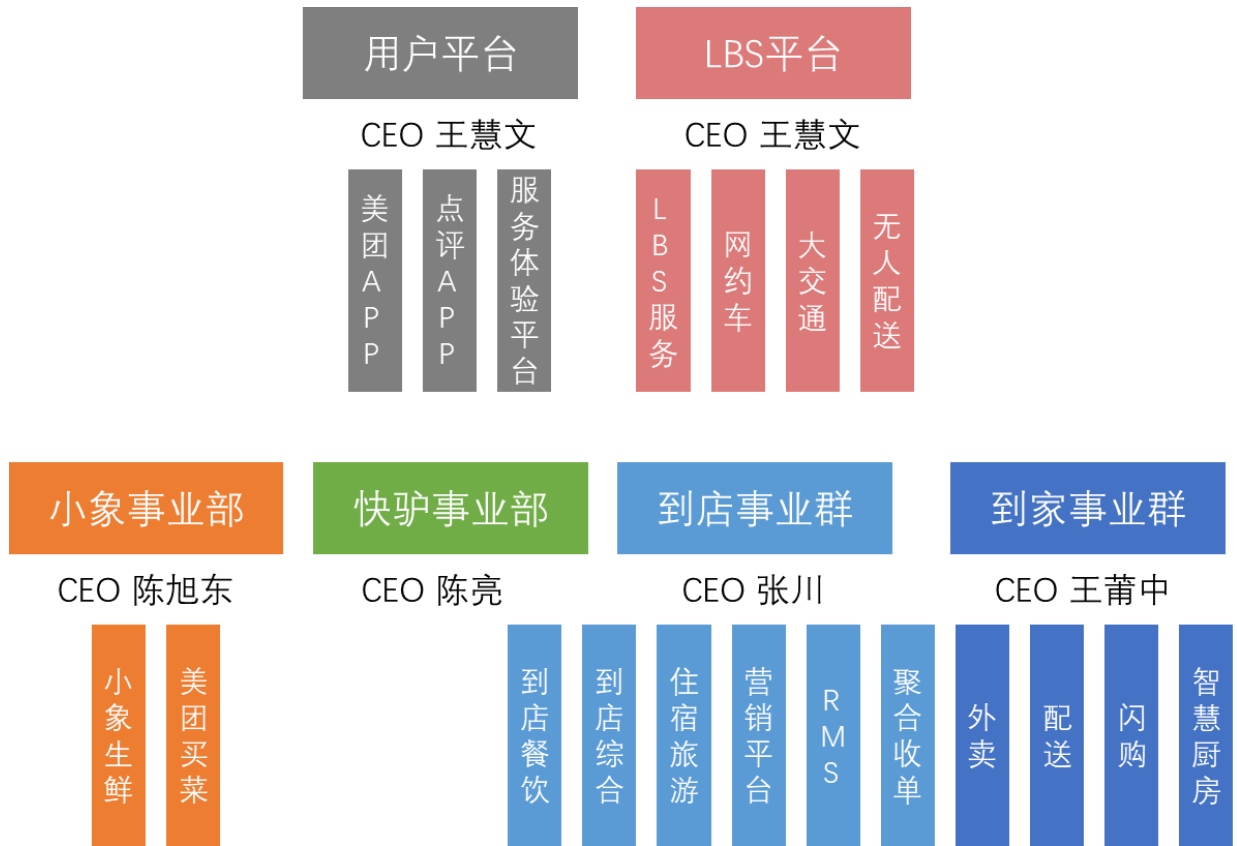 用户平台
LBS平台
CEO 王慧文
CEO 王慧文
美团APP
点评APP
服务体验平台
LBS服务
网约车
大交通
无人配送
小象事业部
快驴事业部
到店事业群
到家事业群
CEO 陈旭东
CEO 陈亮
CEO 张川
CEO 王莆中
小象生鲜
美团买菜
到店餐饮
到店综合
住宿旅游
营销平台
RMS
聚合收单
外卖
配送
闪购
智慧厨房